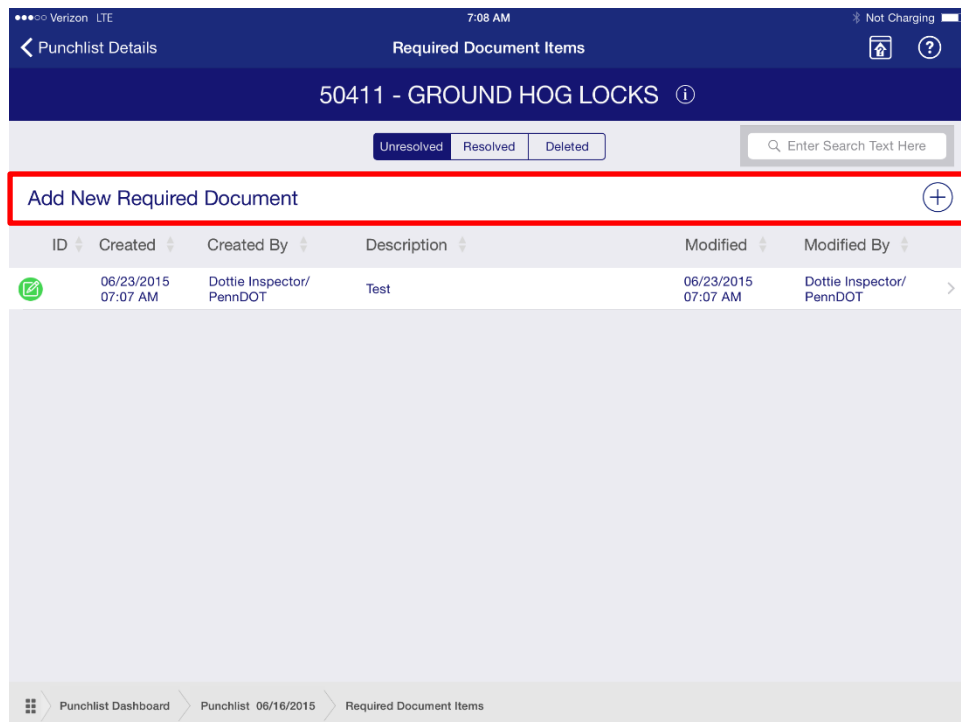 Verizon LTE 7:08 AM Not Charging
Punchlist Details Required Document Items ?
50411 - GROUND HOG LOCKS i
Unresolved Resolved Deleted Enter Search Text Here
Add New Required Document +
ID Created Created By Description Modified Modified By
06/23/2015 Dottie Inspector/ Test 06/23/2015 Dottie Inspector/
07:07 AM PennDOT 07:07 AM PennDOT
Punchlist Dashboard Punchlist 06/16/2015 Required Document Items